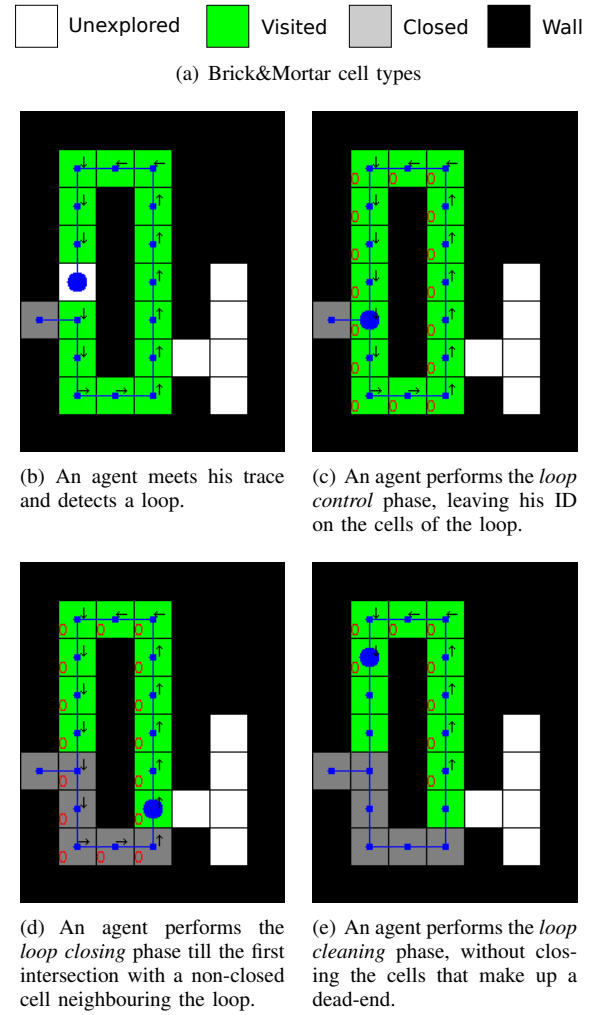 Unexplored Visited Closed Wall
(a) Brick&Mortar cell types
(b) An agent meets his trace
and detects a loop.
(c) An agent performs the loop
control phase, leaving his ID
on the cells of the loop.
(d) An agent performs the
loop closing phase till the first
intersection with a non-closed
cell neighbouring the loop.
(e) An agent performs the loop
cleaning phase, without clos-
ing the cells that make up a
dead-end.